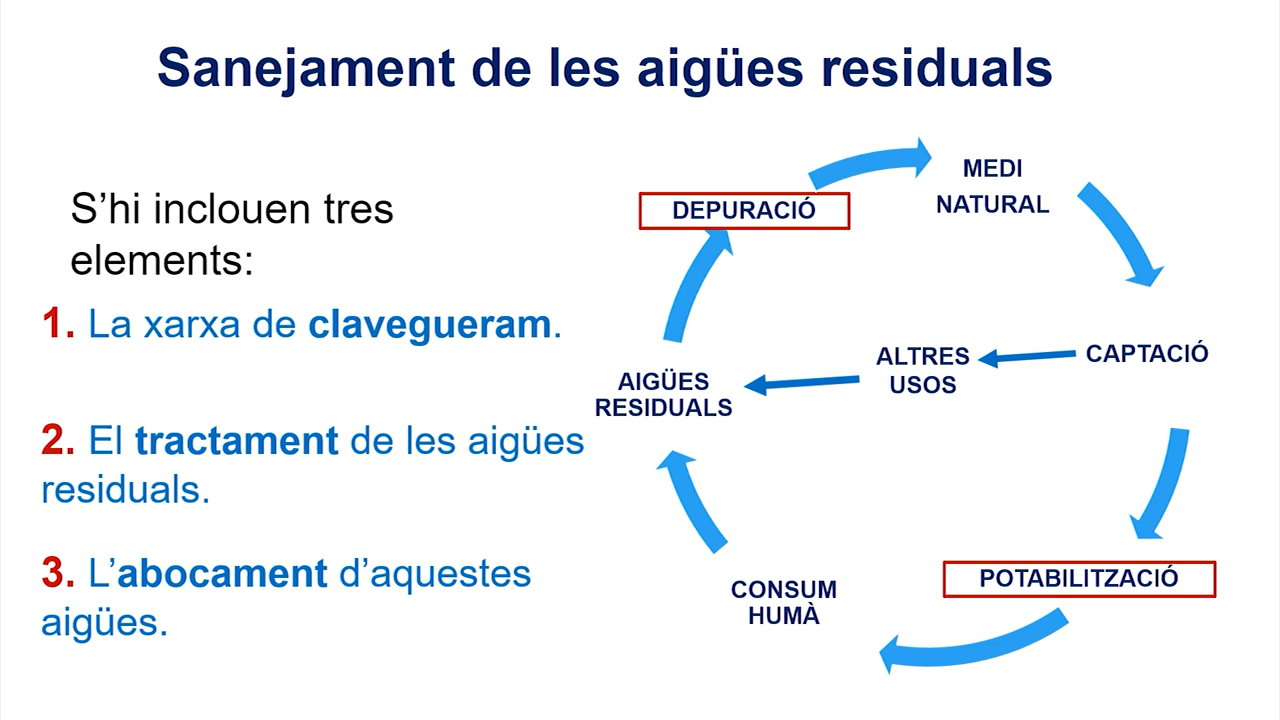 Sanejament de les aigües residuals
S’hi inclouen tres
elements:
1. La xarxa de clavegueram.
2. El tractament de les aigües
residuals.
3. L’abocament d’aquestes
aigües.
MEDI
NATURAL
DEPURACIÓ
CAPTACIÓ
ALTRES
USOS
AIGÜES
RESIDUALS
POTABILITZACIÓ
CONSUM
HUMÀ